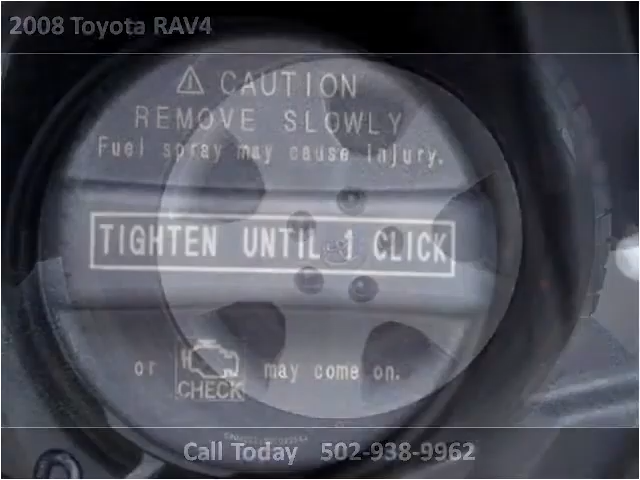 2008 Toyota RAV4
⚠ CAUTION
REMOVE SLOWLY
Fuel spray may cause injury.
TIGHTEN UNTIL 1 CLICK
or CHECK may come on.
Call Today 502-938-9962